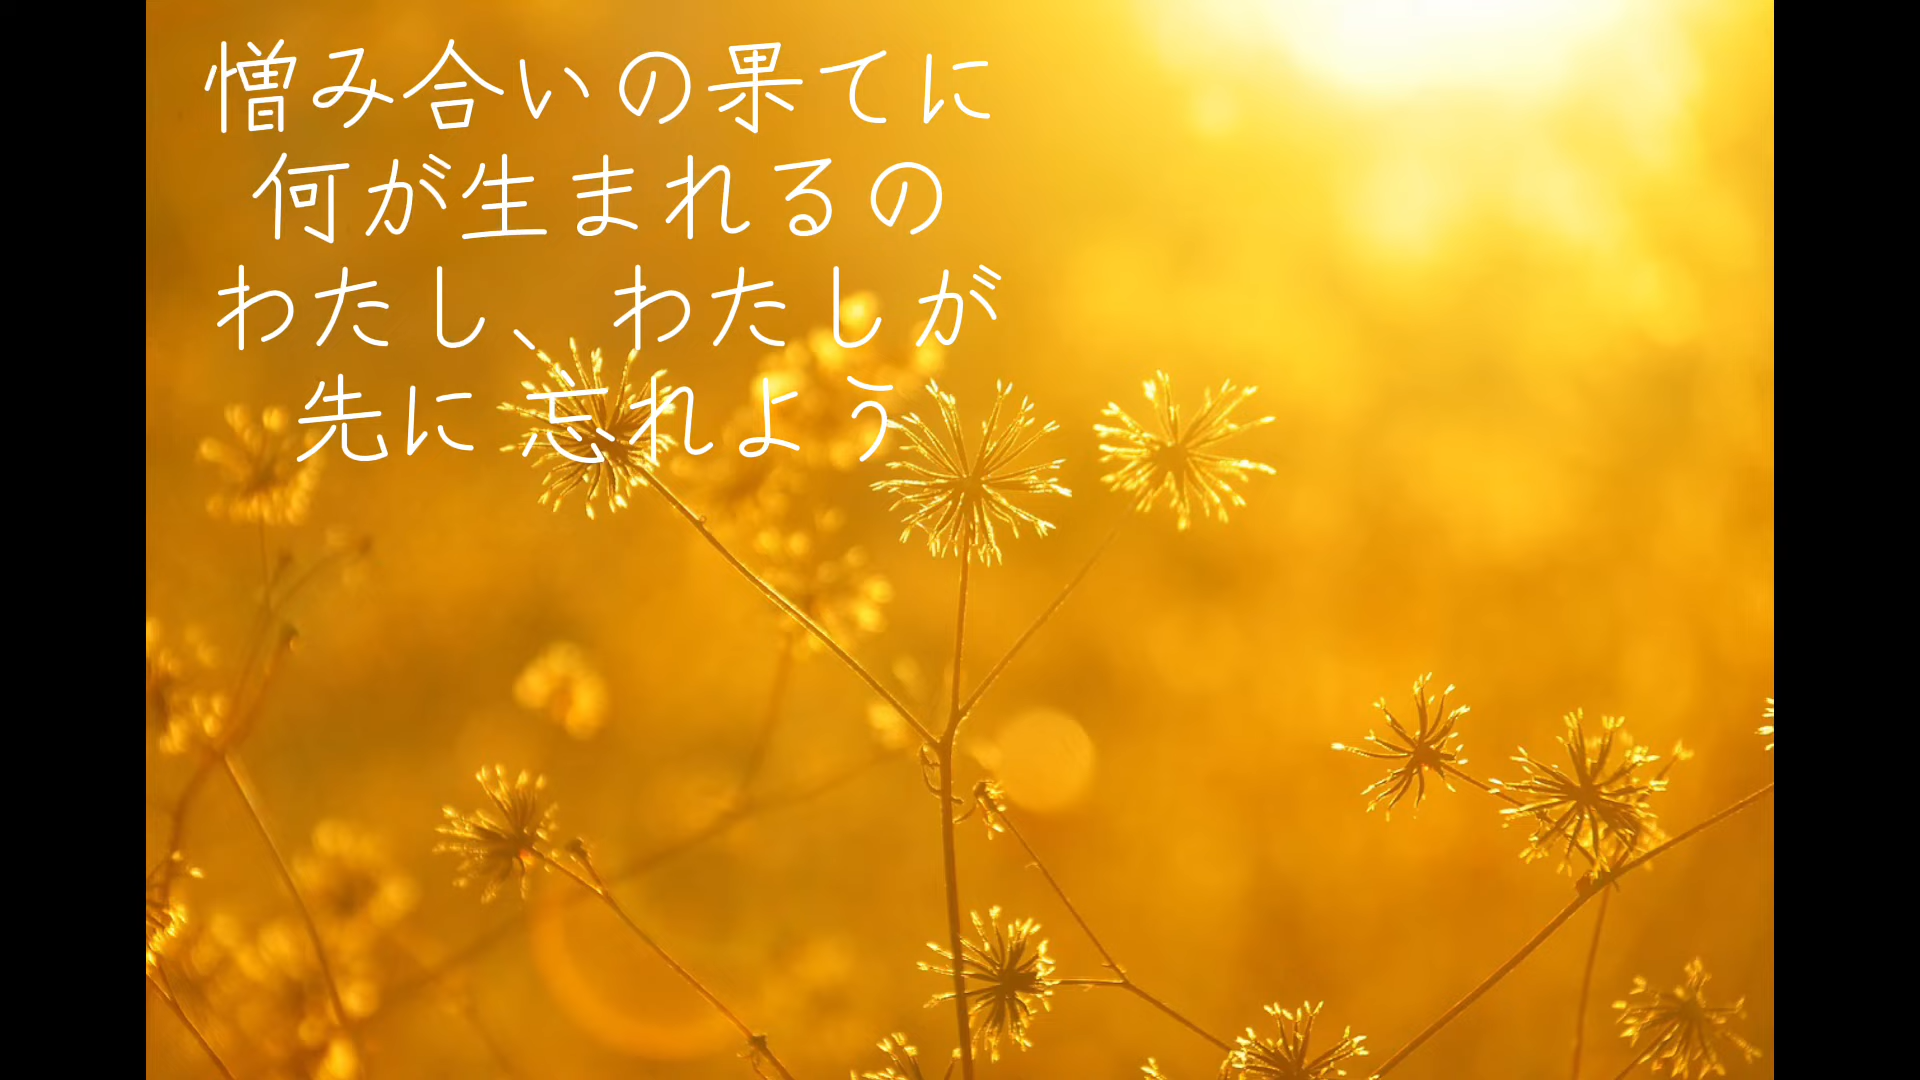 憎み合いの果てに
何が生まれるの
わたし、わたしが
先に 忘れよう